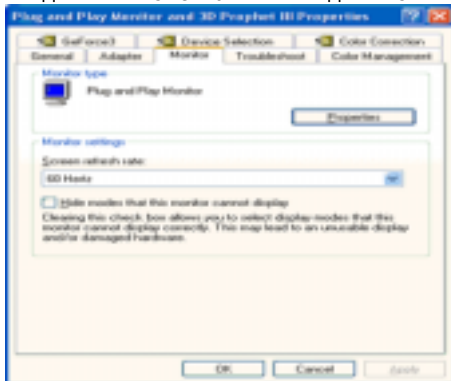 Plug and Play Monitor and 3D Prophet III Properties
GeForce3 Device Selection Color Correction
General Adapter Monitor Troubleshoot Color Management
Monitor type
Plug and Play Monitor
Properties
Monitor settings
Screen refresh rate:
60 Hertz
Hide modes that this monitor cannot display
Clearing this check box allows you to select display modes that this
monitor cannot display correctly. This may lead to an unusable display
and/or damaged hardware.
OK Cancel Apply